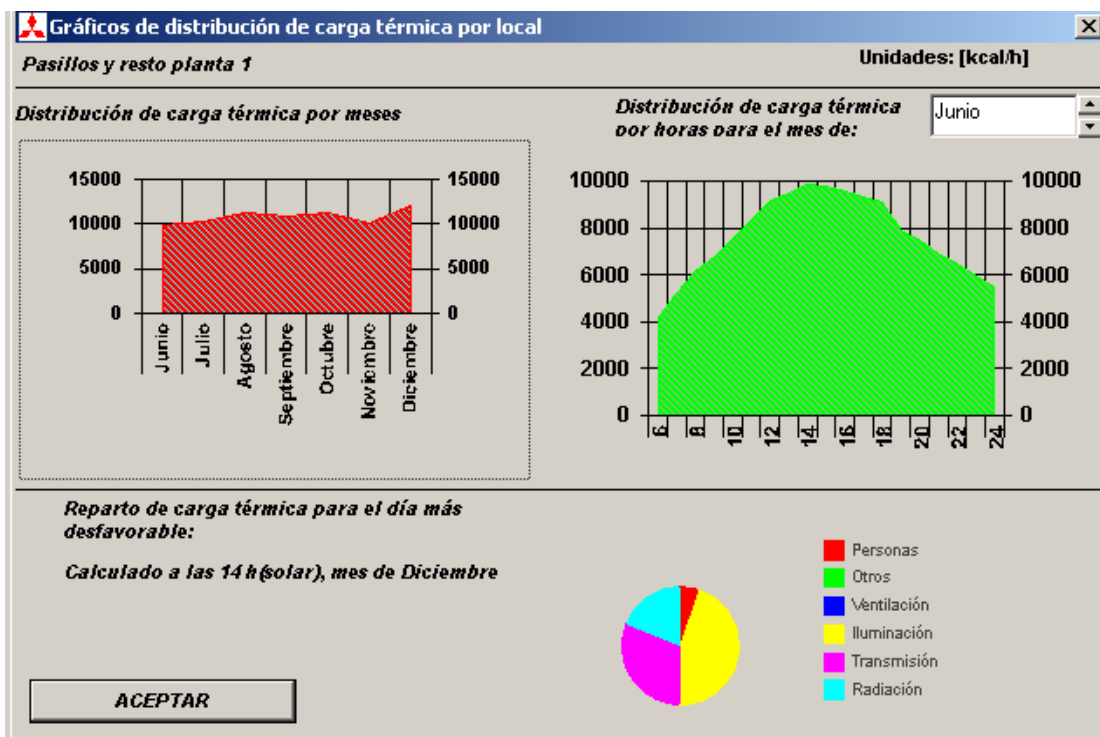 Gráficos de distribución de carga térmica por local
Pasillos y resto planta 1
Unidades: [kcal/h]
Distribución de carga térmica por meses
Distribución de carga térmica
por horas para el mes de:
Junio
15000
15000
10000
10000
5000
5000
0
0
Junio
Julio
Agosto
Septiembre
Octubre
Noviembre
Diciembre
10000
10000
8000
8000
6000
6000
4000
4000
2000
2000
0
0
6
8
10
12
14
16
18
20
22
24
Reparto de carga térmica para el día más
desfavorable:
Calculado a las 14 h(solar), mes de Diciembre
Personas
Otros
Ventilación
Iluminación
Transmisión
Radiación
ACEPTAR